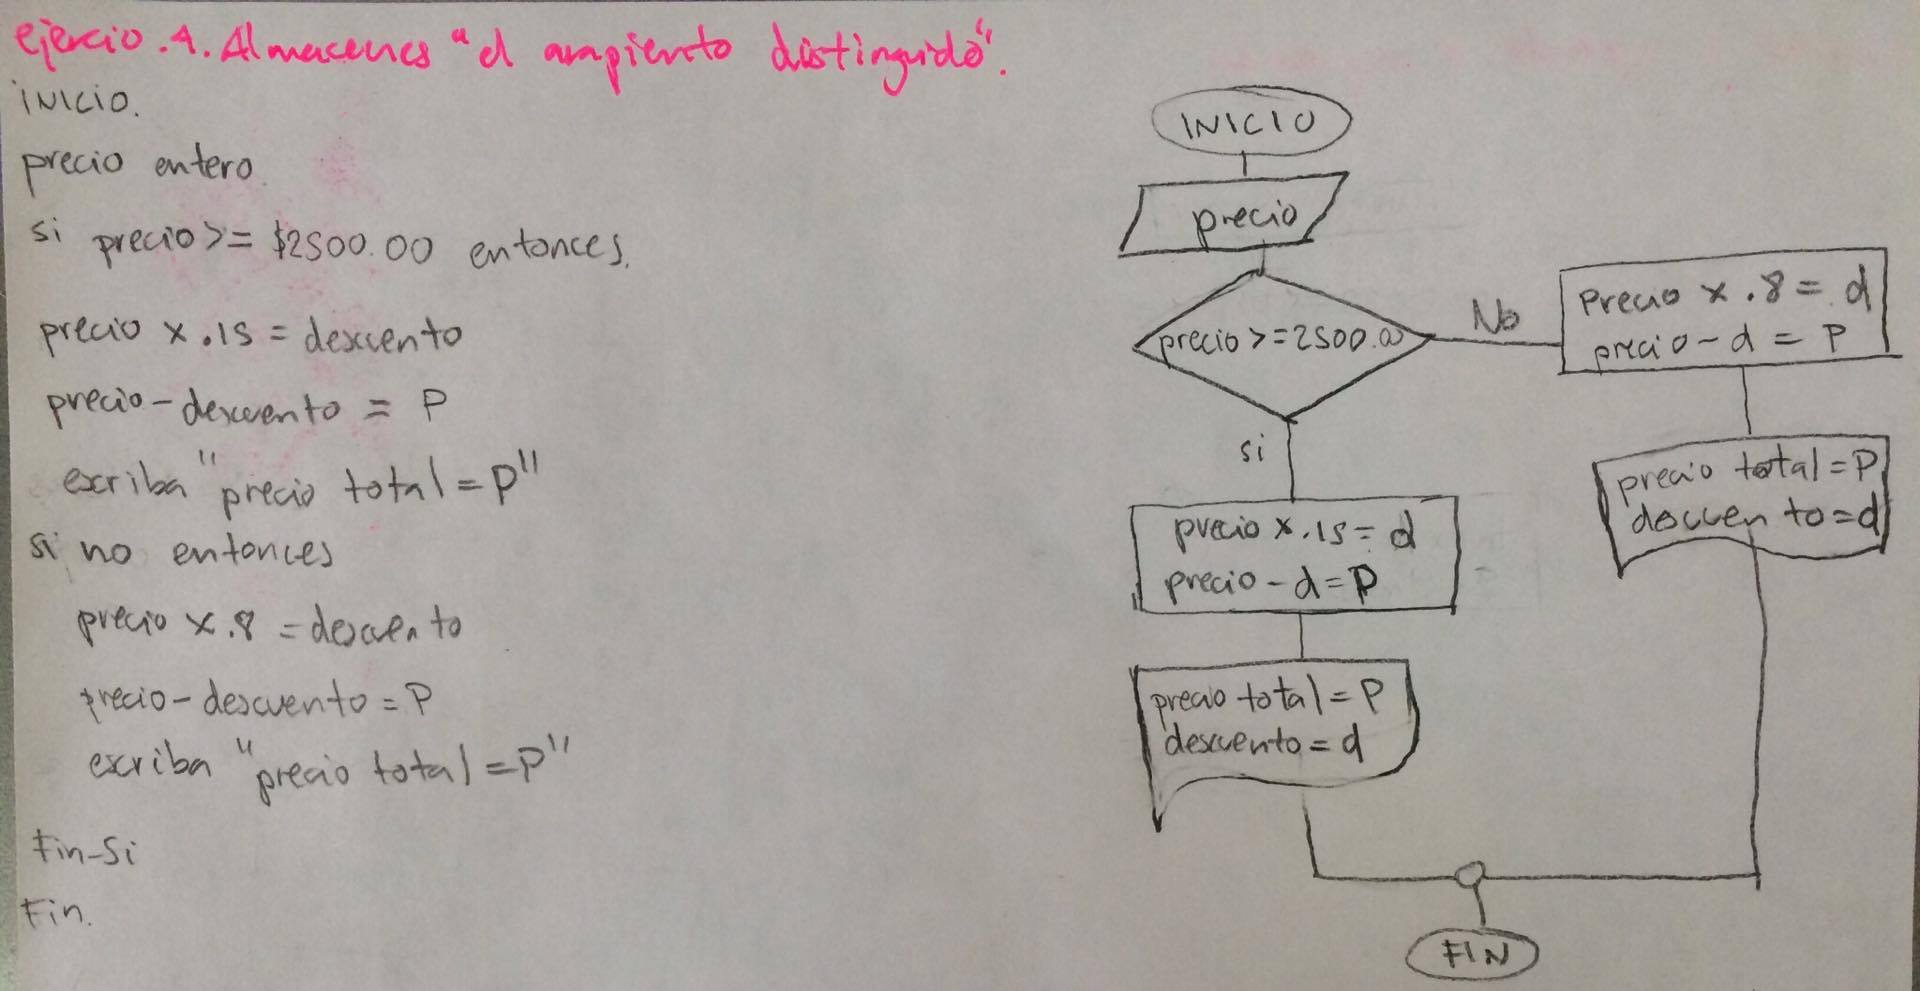 ejercio.4. Almacenes "el arapiento distinguido".
INICIO.
precio entero
si precio >= $2500.00 entonces.
precio x .15 = descuento
precio - descuento = P
escriba "precio total = P"
si no entonces
precio x .8 = descuento
precio - descuento = P
escriba "precio total = P"
Fin-Si
Fin.
INICIO
precio
precio >= 2500.00
No
precio x .8 = d
precio - d = P
precio total = P
descuento = d
si
precio x .15 = d
precio - d = P
precio total = P
descuento = d
FIN